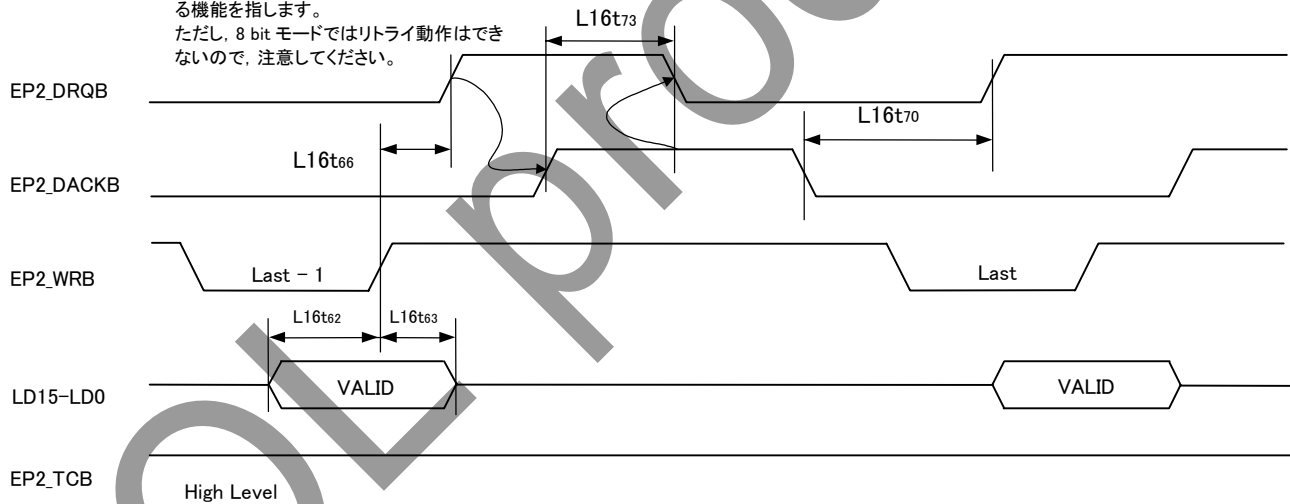 る機能を指します。
ただし, 8 bit モードではリトライ動作はでき
ないので, 注意してください。
L16t73
EP2_DRQB
L16t70
L16t66
EP2_DACKB
EP2_WRB
Last - 1
Last
L16t62
L16t63
LD15-LD0
VALID
VALID
EP2_TCB
High Level